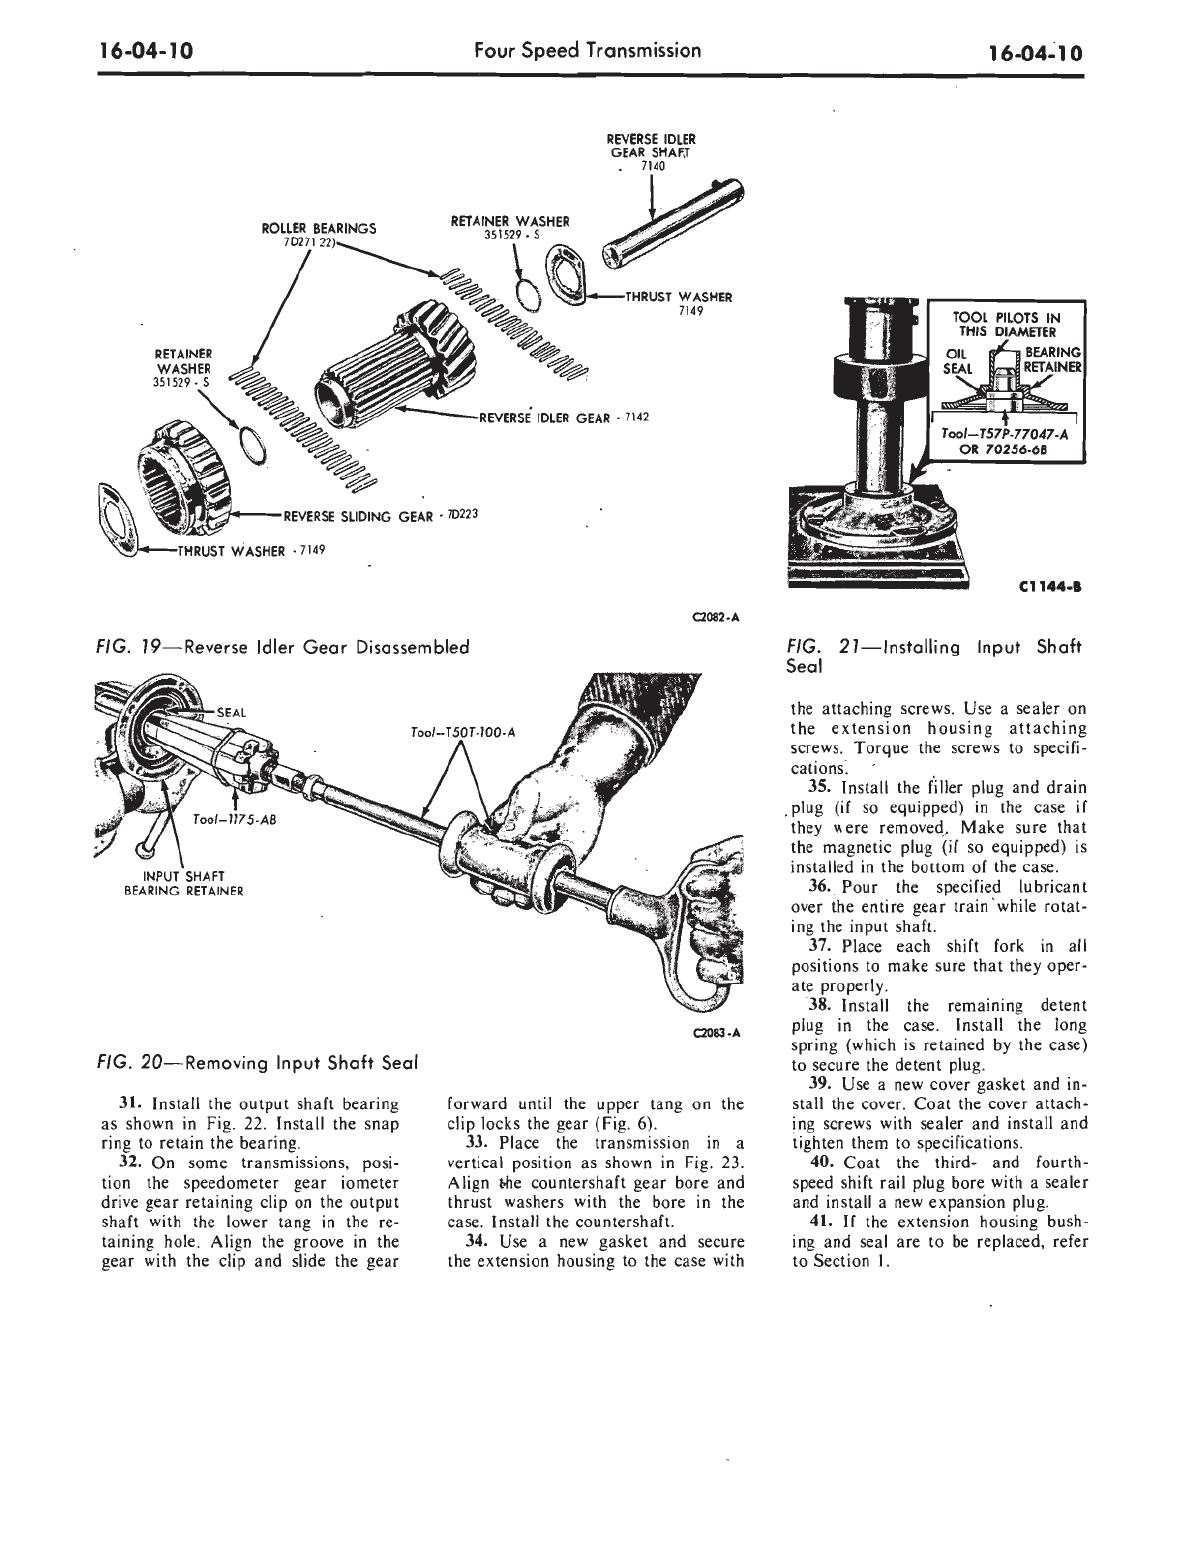 16-04-10
Four Speed Transmission
16-04-10
REVERSE IDLER
GEAR SHAFT
7140
ROLLER BEARINGS
7D271 22)
RETAINER WASHER
351529 - S
THRUST WASHER
7149
RETAINER
WASHER
351529 - S
REVERSE IDLER GEAR - 7142
REVERSE SLIDING GEAR - 7D223
THRUST WASHER - 7149
C2082-A
FIG. 19—Reverse Idler Gear Disassembled
TOOL PILOTS IN
THIS DIAMETER
OIL
SEAL
BEARING
RETAINER
Tool—T57P-77047-A
OR 70256-6B
C1144-B
FIG. 21—Installing Input Shaft
Seal
SEAL
Tool—T50T-100-A
Tool—1175-AB
INPUT SHAFT
BEARING RETAINER
C2083-A
FIG. 20—Removing Input Shaft Seal
31. Install the output shaft bearing
as shown in Fig. 22. Install the snap
ring to retain the bearing.
32. On some transmissions, posi-
tion the speedometer gear iometer
drive gear retaining clip on the output
shaft with the lower tang in the re-
taining hole. Align the groove in the
gear with the clip and slide the gear
forward until the upper tang on the
clip locks the gear (Fig. 6).
33. Place the transmission in a
vertical position as shown in Fig. 23.
Align the countershaft gear bore and
thrust washers with the bore in the
case. Install the countershaft.
34. Use a new gasket and secure
the extension housing to the case with
the attaching screws. Use a sealer on
the extension housing attaching
screws. Torque the screws to specifi-
cations.
35. Install the filler plug and drain
plug (if so equipped) in the case if
they were removed. Make sure that
the magnetic plug (if so equipped) is
installed in the bottom of the case.
36. Pour the specified lubricant
over the entire gear train while rotat-
ing the input shaft.
37. Place each shift fork in all
positions to make sure that they oper-
ate properly.
38. Install the remaining detent
plug in the case. Install the long
spring (which is retained by the case)
to secure the detent plug.
39. Use a new cover gasket and in-
stall the cover. Coat the cover attach-
ing screws with sealer and install and
tighten them to specifications.
40. Coat the third- and fourth-
speed shift rail plug bore with a sealer
and install a new expansion plug.
41. If the extension housing bush-
ing and seal are to be replaced, refer
to Section 1.